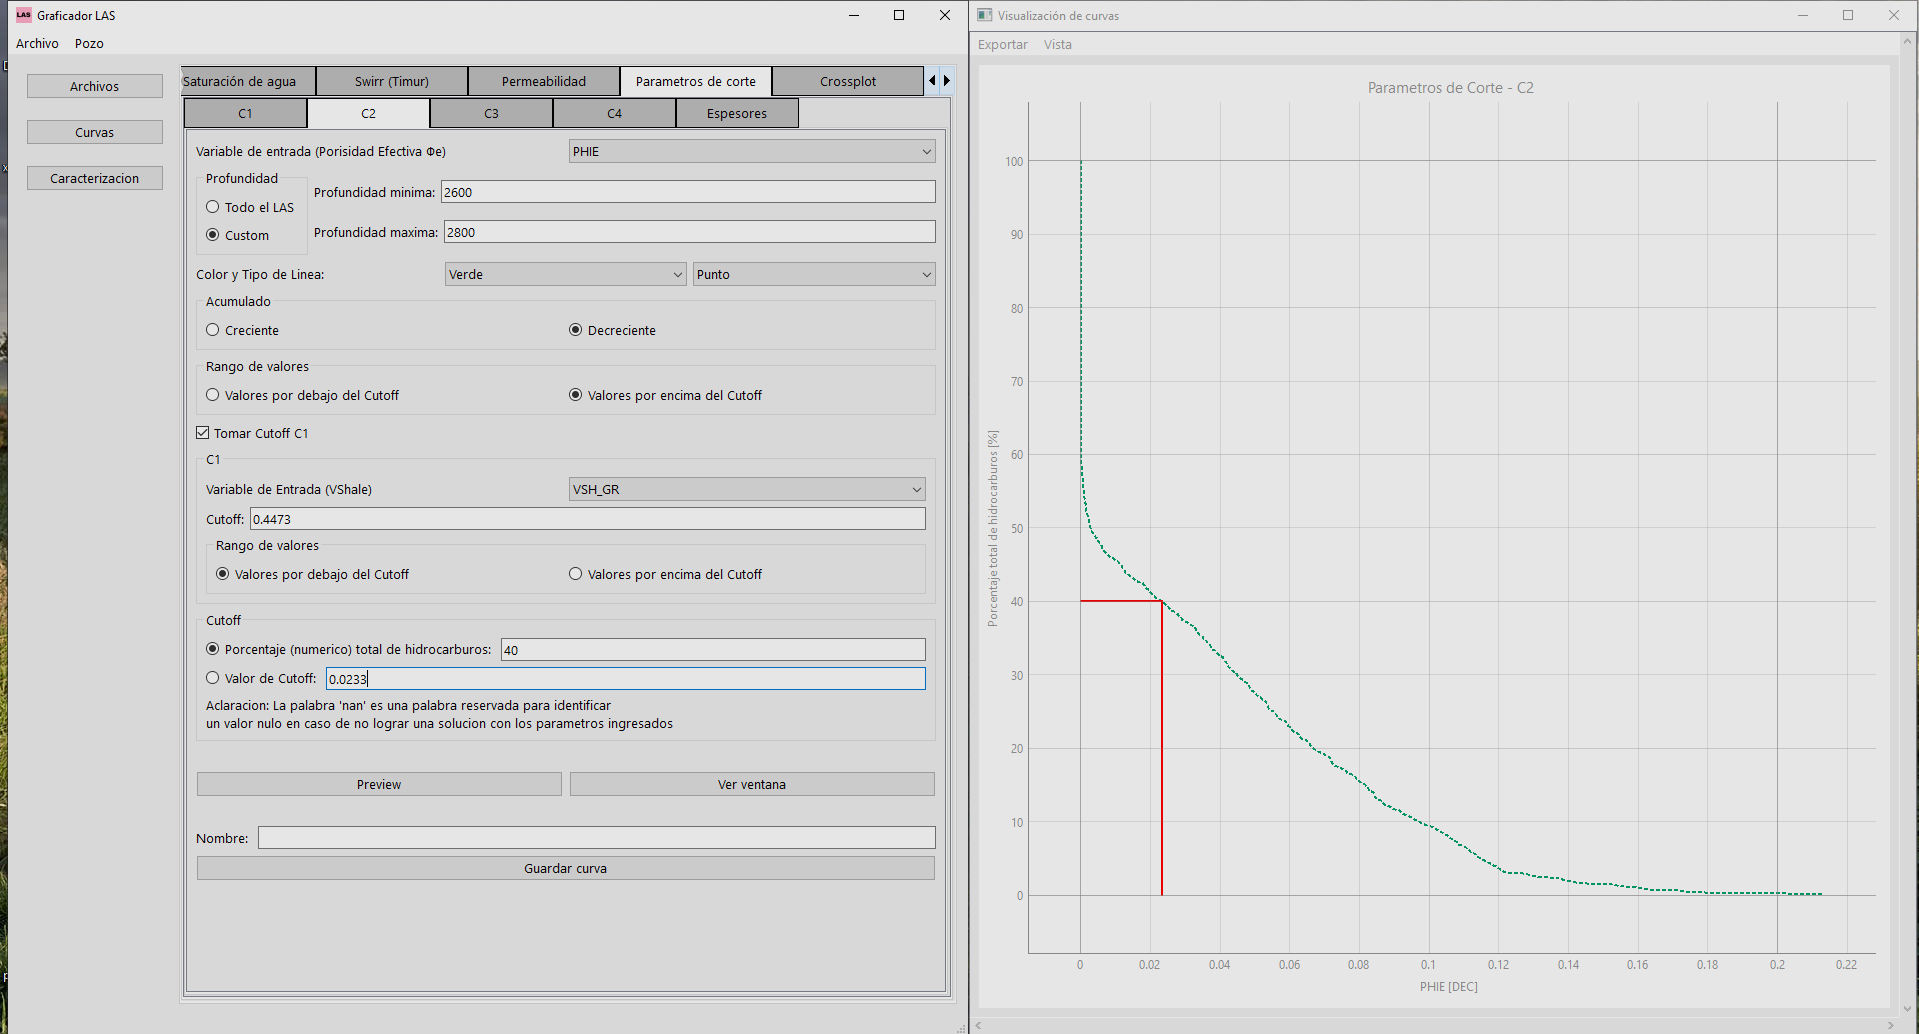 LAS Graficador LAS
Archivo Pozo
Archivos
Curvas
Caracterizacion
Saturación de agua Swirr (Timur) Permeabilidad Parametros de corte Crossplot
C1 C2 C3 C4 Espesores
Variable de entrada (Porisidad Efectiva Φe) PHIE
Profundidad
Todo el LAS
Custom
Profundidad minima: 2600
Profundidad maxima: 2800
Color y Tipo de Linea: Verde Punto
Acumulado
Creciente Decreciente
Rango de valores
Valores por debajo del Cutoff Valores por encima del Cutoff
Tomar Cutoff C1
C1
Variable de Entrada (VShale) VSH_GR
Cutoff: 0.4473
Rango de valores
Valores por debajo del Cutoff Valores por encima del Cutoff
Cutoff
Porcentaje (numerico) total de hidrocarburos: 40
Valor de Cutoff: 0.0233
Aclaracion: La palabra 'nan' es una palabra reservada para identificar
un valor nulo en caso de no lograr una solucion con los parametros ingresados
Preview Ver ventana
Nombre:
Guardar curva
Visualización de curvas
Exportar Vista
Parametros de Corte - C2
Porcentaje total de hidrocarburos [%]
100
90
80
70
60
50
40
30
20
10
0
0 0.02 0.04 0.06 0.08 0.1 0.12 0.14 0.16 0.18 0.2 0.22
PHIE [DEC]